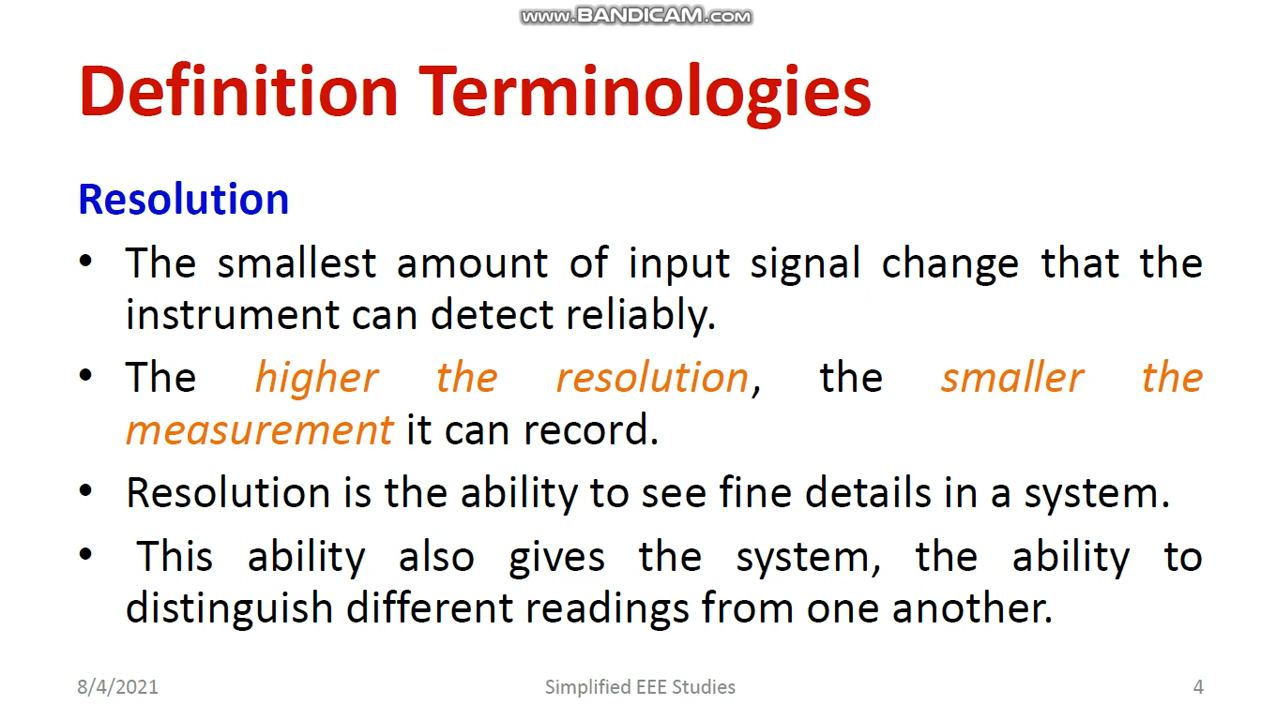 www.BANDICAM.com
Definition Terminologies
Resolution
• The smallest amount of input signal change that the
instrument can detect reliably.
• The higher the resolution, the smaller the
measurement it can record.
• Resolution is the ability to see fine details in a system.
• This ability also gives the system, the ability to
distinguish different readings from one another.
8/4/2021 Simplified EEE Studies 4